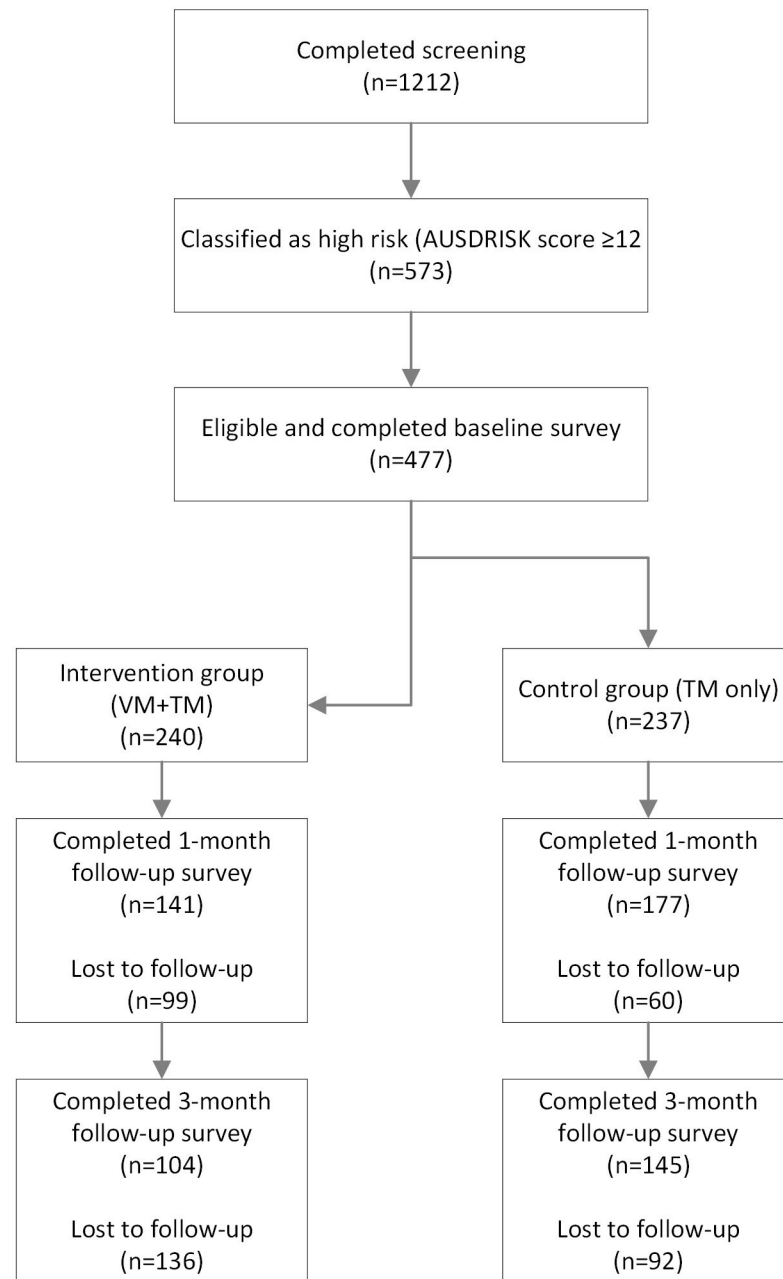 Completed screening
(n=1212)
Classified as high risk (AUSDRISK score ≥12
(n=573)
Eligible and completed baseline survey
(n=477)
Intervention group
(VM+TM)
(n=240)
Control group (TM only)
(n=237)
Completed 1-month
follow-up survey
(n=141)
Lost to follow-up
(n=99)
Completed 1-month
follow-up survey
(n=177)
Lost to follow-up
(n=60)
Completed 3-month
follow-up survey
(n=104)
Lost to follow-up
(n=136)
Completed 3-month
follow-up survey
(n=145)
Lost to follow-up
(n=92)